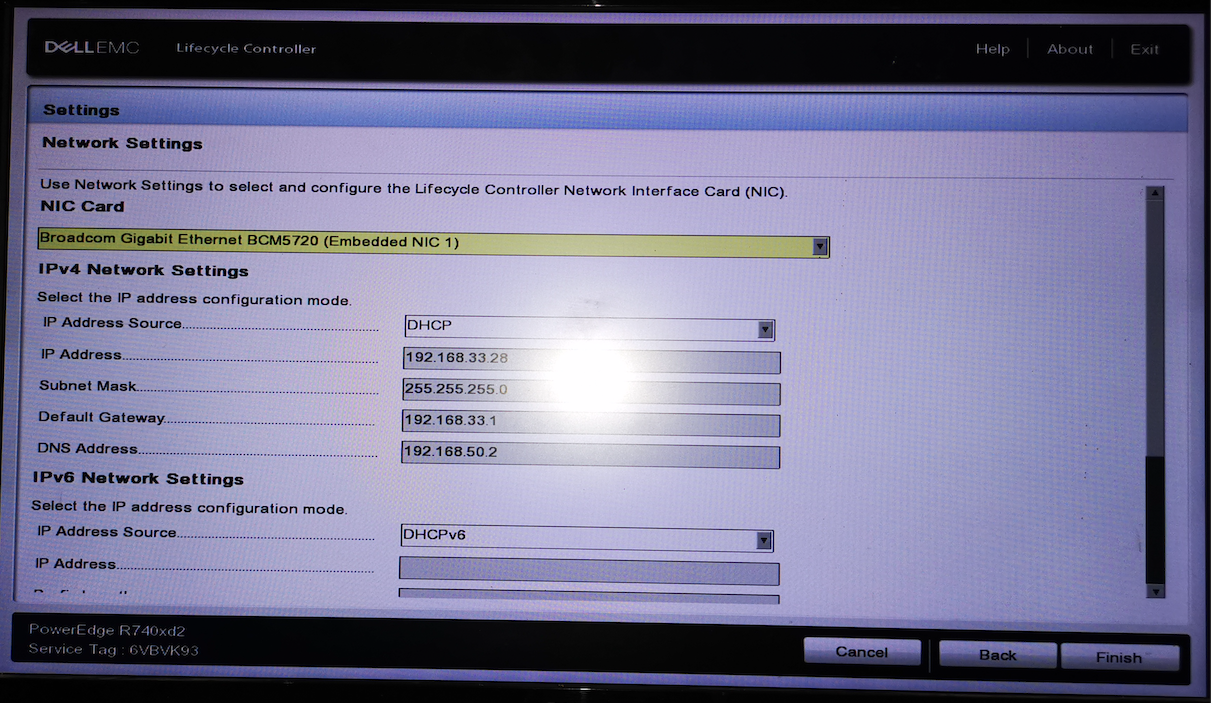 DELLEMC Lifecycle Controller Help About Exit
Settings
Network Settings
Use Network Settings to select and configure the Lifecycle Controller Network Interface Card (NIC).
NIC Card
Broadcom Gigabit Ethernet BCM5720 (Embedded NIC 1)
IPv4 Network Settings
Select the IP address configuration mode.
IP Address Source DHCP
IP Address 192.168.33.28
Subnet Mask 255.255.255.0
Default Gateway 192.168.33.1
DNS Address 192.168.50.2
IPv6 Network Settings
Select the IP address configuration mode.
IP Address Source DHCPv6
IP Address
PowerEdge R740xd2
Service Tag : 6VBVK93
Cancel Back Finish